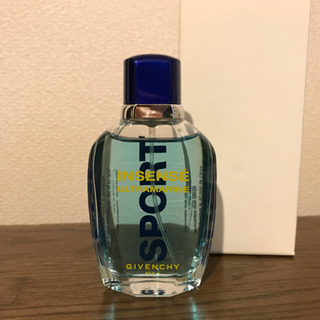 SPORT
INSENSE
ULTRAMARINE
GIVENCHY